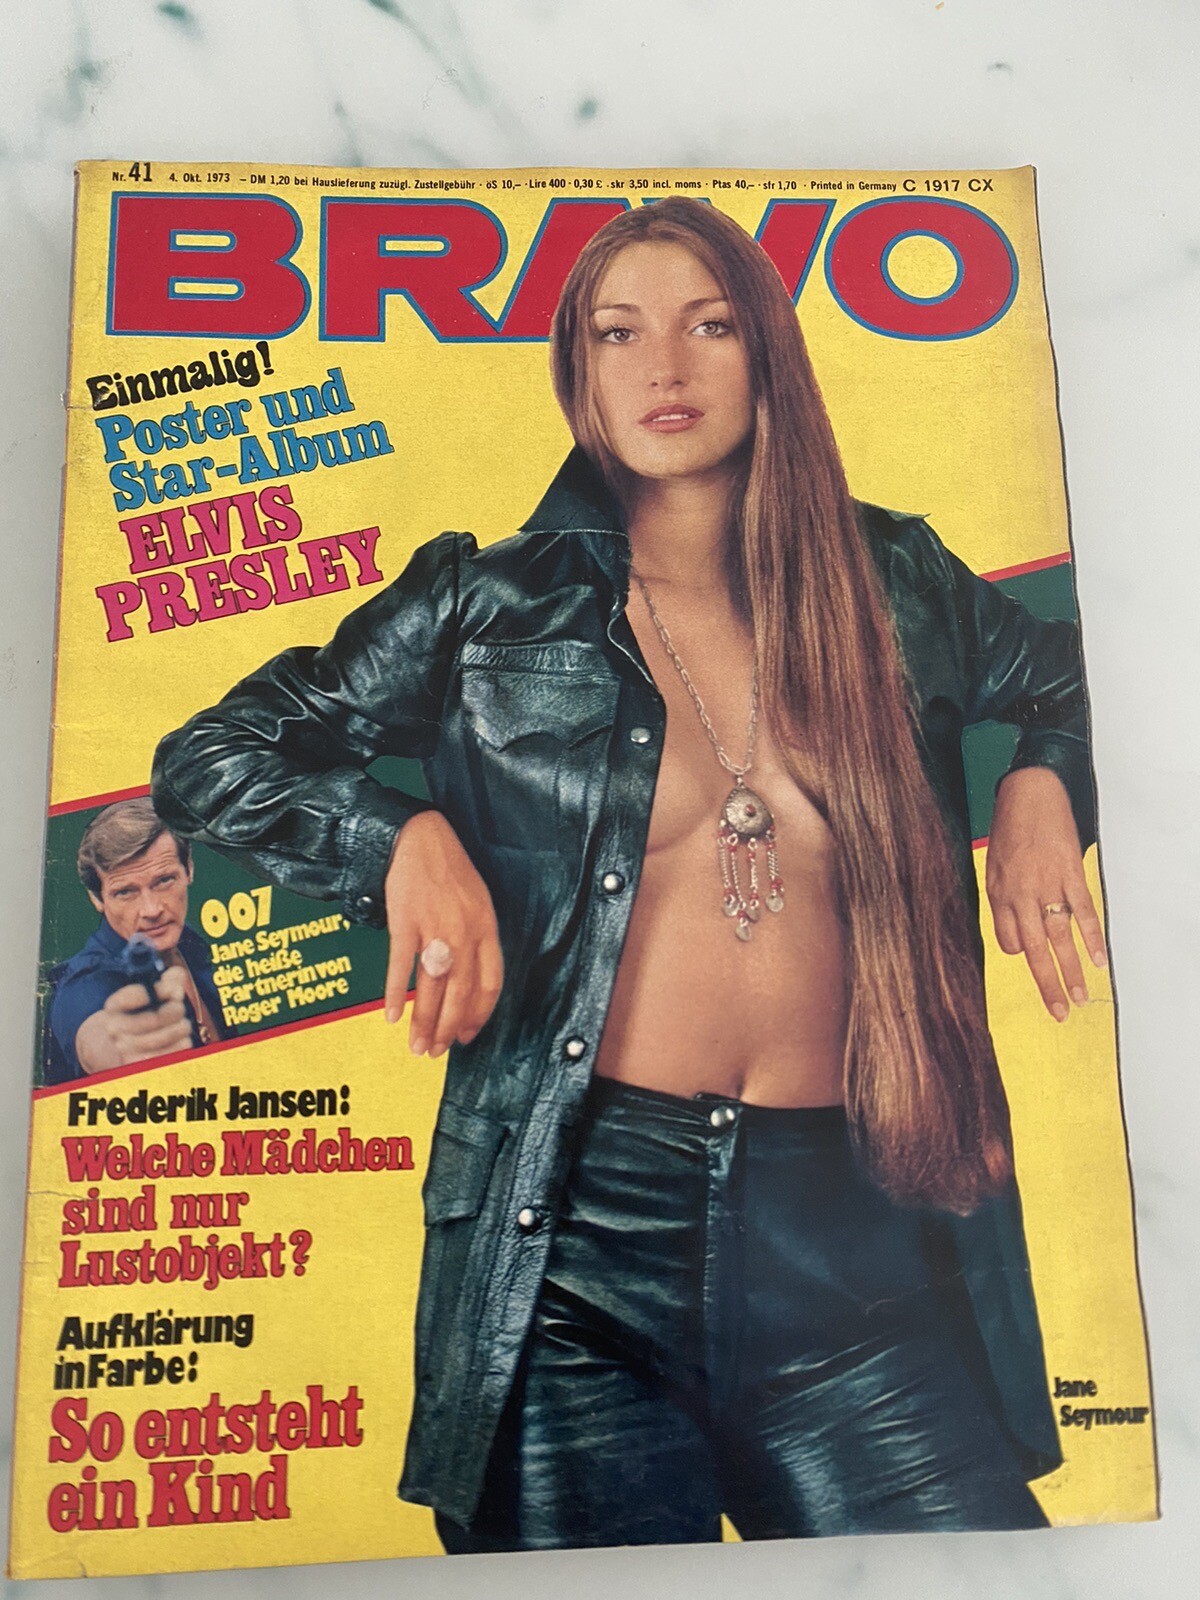 Nr. 41 4. Okt. 1973 – DM 1,20 bei Hauslieferung zuzügl. Zustellgebühr · öS 10,– · Lire 400 · 0,30 £ · skr 3,50 incl. moms · Ptas 40,– · sfr 1,70 · Printed in Germany C 1917 CX
BRAVO
Einmalig!
Poster und
Star-Album
ELVIS
PRESLEY
007
Jane Seymour,
die heiße
Partnerin von
Roger Moore
Frederik Jansen:
Welche Mädchen
sind nur
Lustobjekt?
Aufklärung
in Farbe:
So entsteht
ein Kind
Jane
Seymour